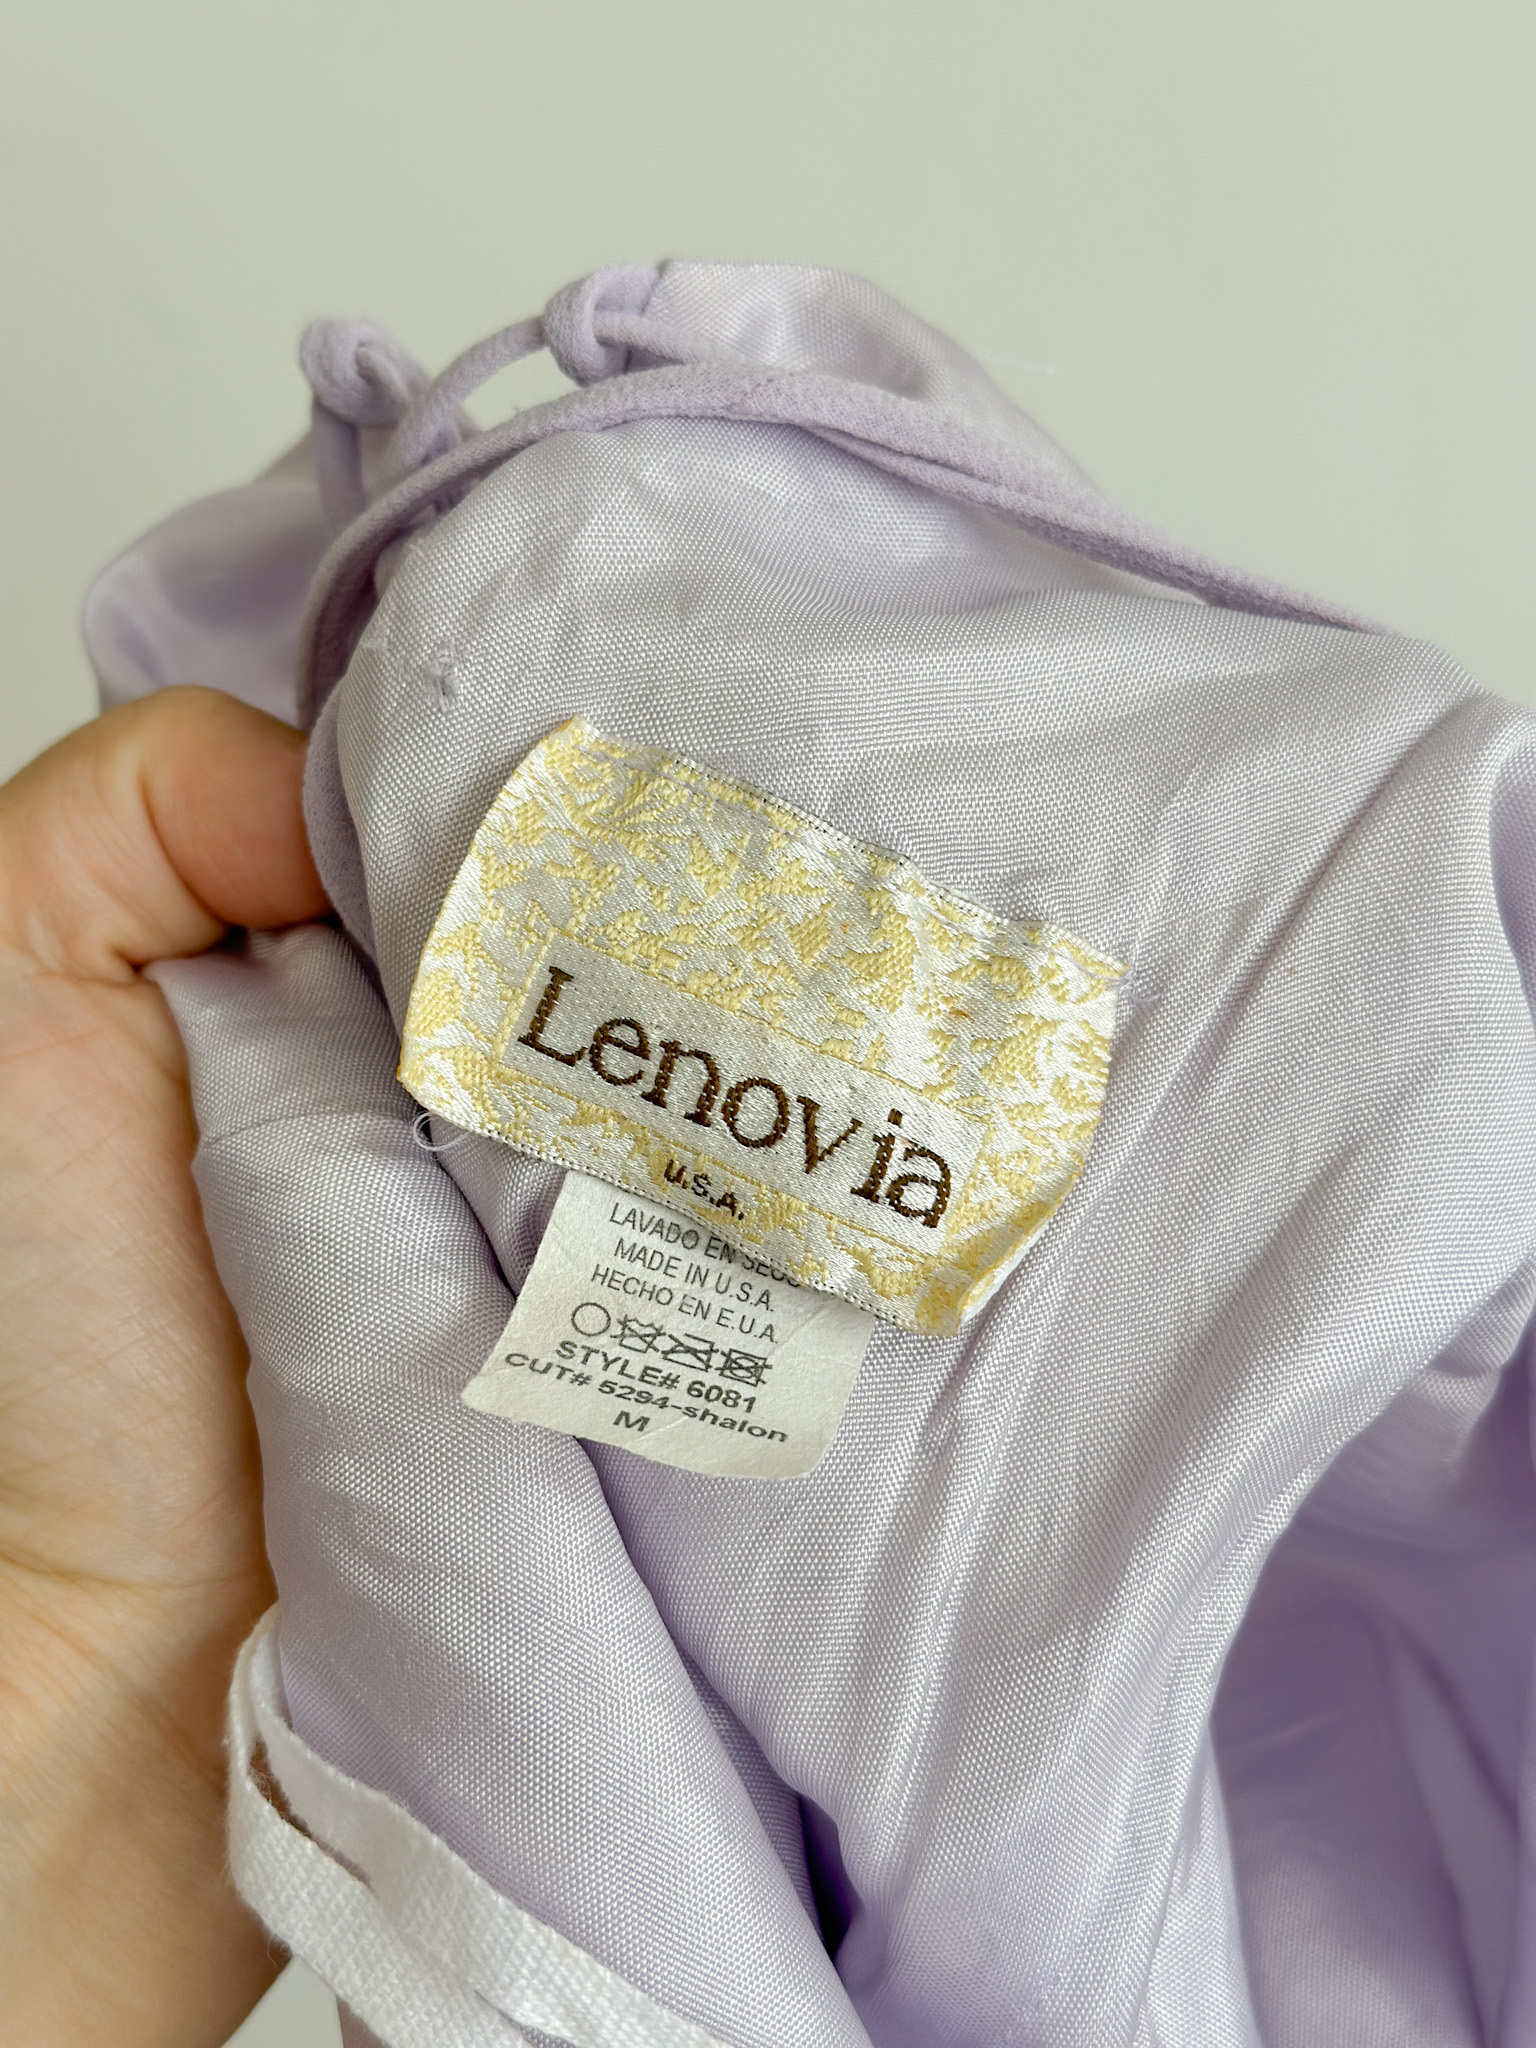 Lenovia
U.S.A.
LAVADO EN SECO
MADE IN U.S.A.
HECHO EN E.U.A.
STYLE# 6081
CUT# 5294-shalon
M